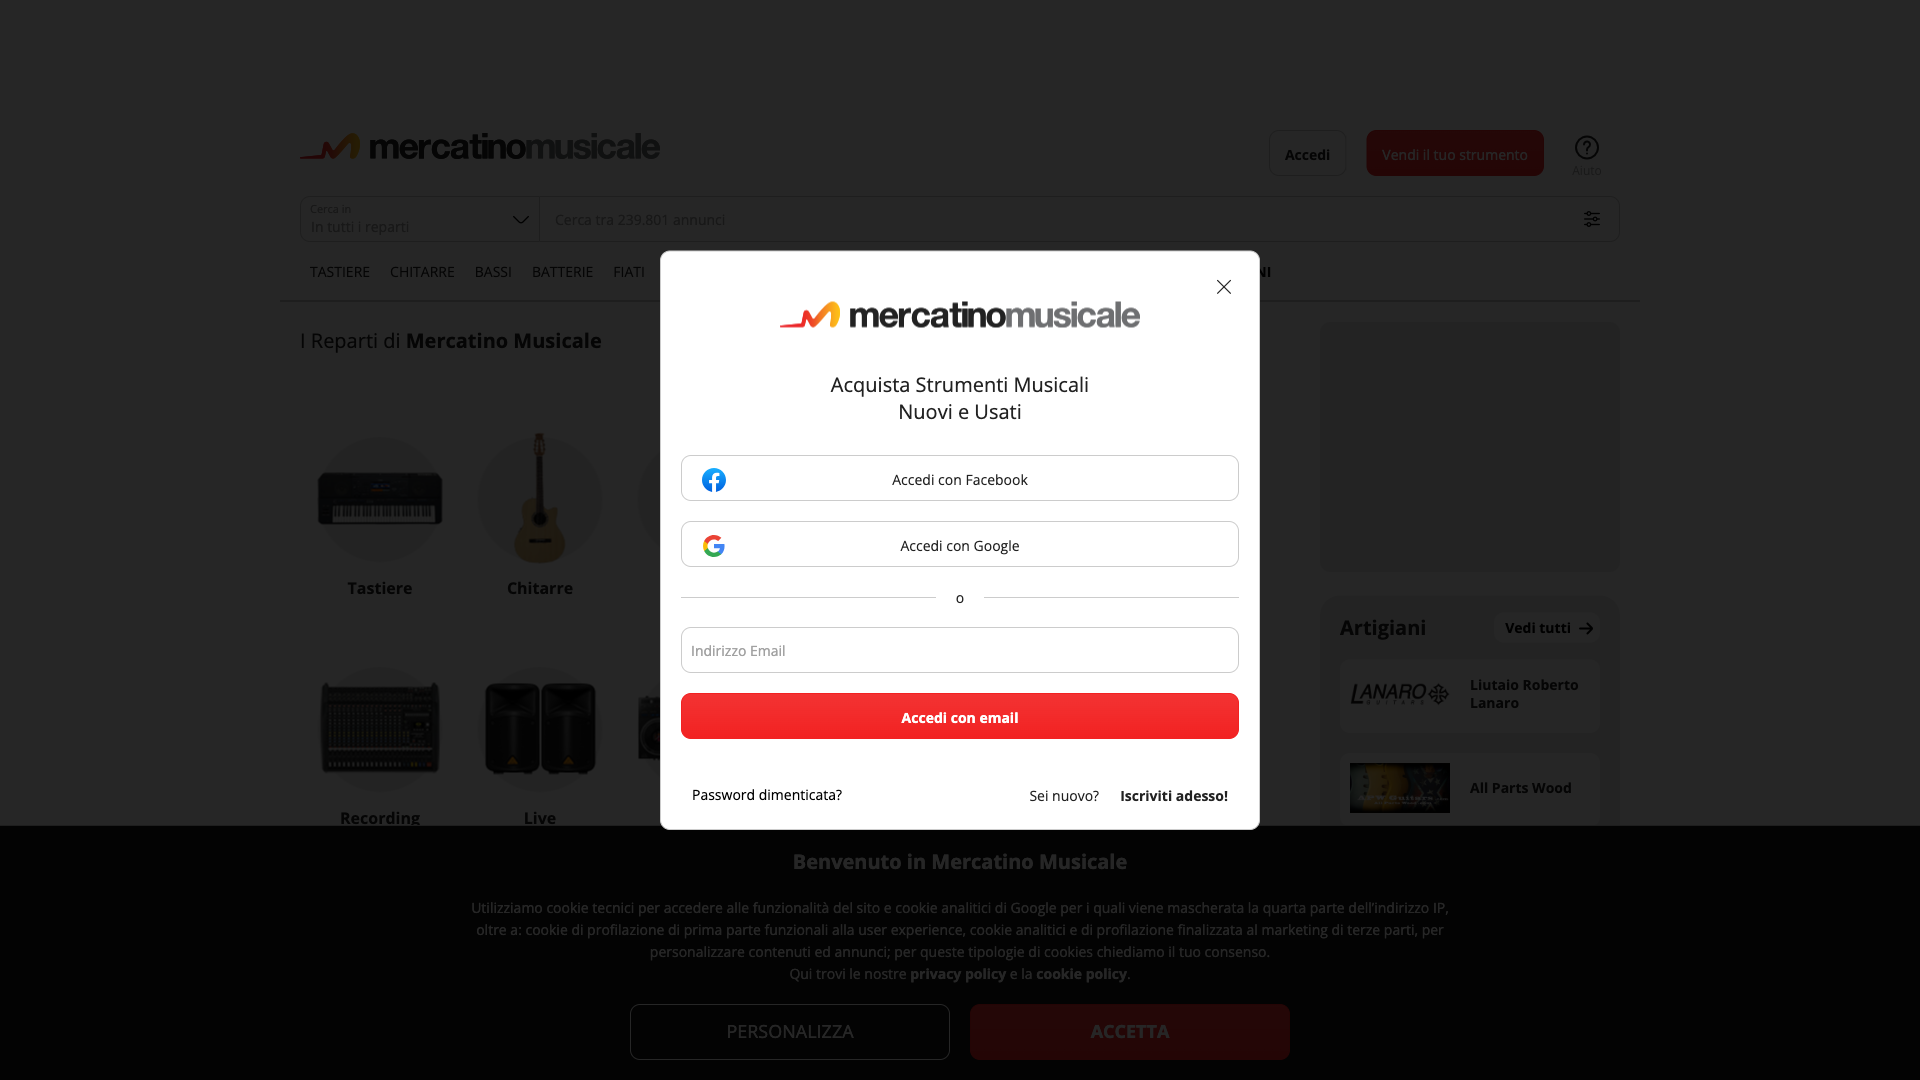 mercatinomusicale
Accedi
Vendi il tuo strumento
Aiuto
Cerca in
In tutti i reparti
Cerca tra 239.801 annunci
TASTIERE
CHITARRE
BASSI
BATTERIE
FIATI
I Reparti di Mercatino Musicale
Tastiere
Chitarre
Recording
Live
mercatinomusicale
Acquista Strumenti Musicali
Nuovi e Usati
Accedi con Facebook
Accedi con Google
o
Indirizzo Email
Accedi con email
Password dimenticata?
Sei nuovo? Iscriviti adesso!
Artigiani
Vedi tutti
LANARO
Liutaio Roberto
Lanaro
All Parts Wood
Benvenuto in Mercatino Musicale
Utilizziamo cookie tecnici per accedere alle funzionalità del sito e cookie analitici di Google per i quali viene mascherata la quarta parte dell'indirizzo IP,
oltre a: cookie di profilazione di prima parte funzionali alla user experience, cookie analitici e di profilazione finalizzata al marketing di terze parti, per
personalizzare contenuti ed annunci; per queste tipologie di cookies chiediamo il tuo consenso.
Qui trovi le nostre privacy policy e la cookie policy.
PERSONALIZZA
ACCETTA